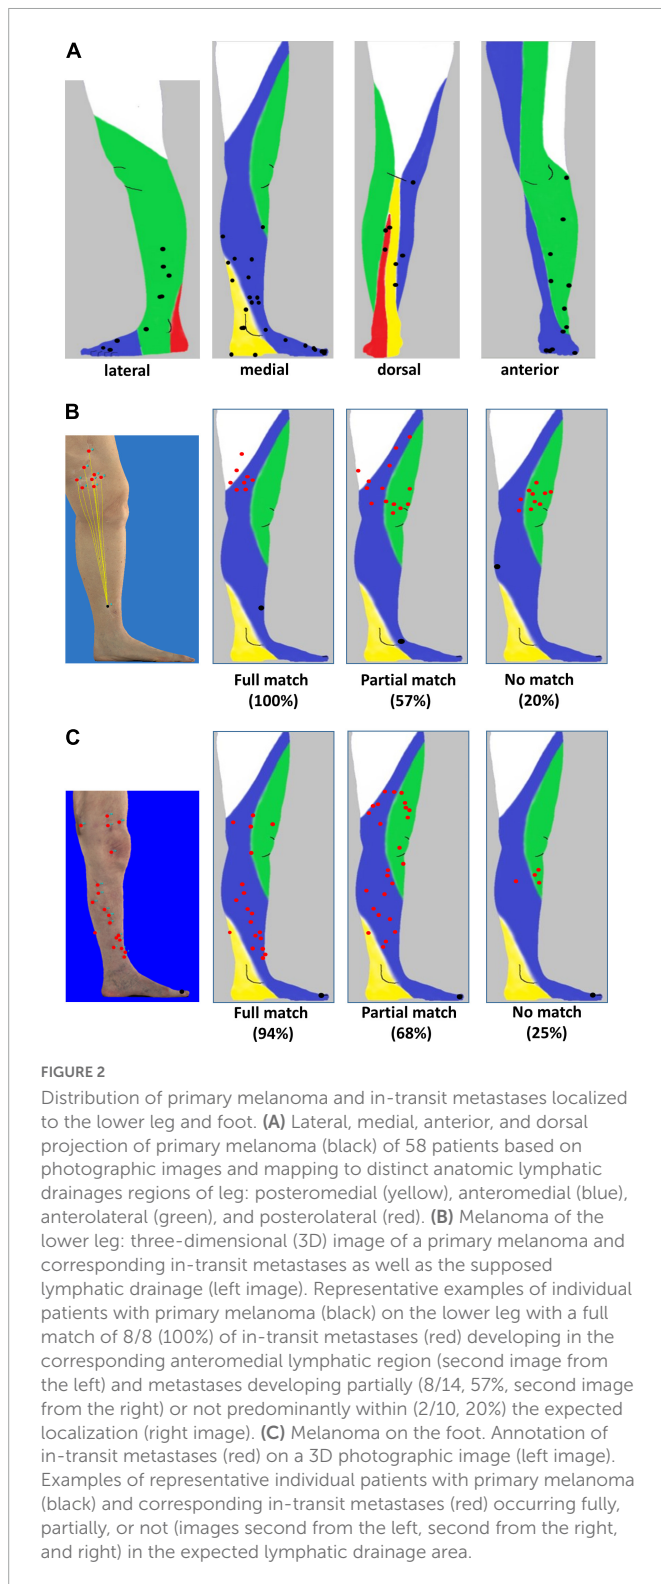 A
lateral
medial
dorsal
anterior
B
Full match
(100%)
Partial match
(57%)
No match
(20%)
C
Full match
(94%)
Partial match
(68%)
No match
(25%)
FIGURE 2
Distribution of primary melanoma and in-transit metastases localized
to the lower leg and foot. (A) Lateral, medial, anterior, and dorsal
projection of primary melanoma (black) of 58 patients based on
photographic images and mapping to distinct anatomic lymphatic
drainages regions of leg: posteromedial (yellow), anteromedial (blue),
anterolateral (green), and posterolateral (red). (B) Melanoma of the
lower leg: three-dimensional (3D) image of a primary melanoma and
corresponding in-transit metastases as well as the supposed
lymphatic drainage (left image). Representative examples of individual
patients with primary melanoma (black) on the lower leg with a full
match of 8/8 (100%) of in-transit metastases (red) developing in the
corresponding anteromedial lymphatic region (second image from
the left) and metastases developing partially (8/14, 57%, second image
from the right) or not predominantly within (2/10, 20%) the expected
localization (right image). (C) Melanoma on the foot. Annotation of
in-transit metastases (red) on a 3D photographic image (left image).
Examples of representative individual patients with primary melanoma
(black) and corresponding in-transit metastases (red) occurring fully,
partially, or not (images second from the left, second from the right,
and right) in the expected lymphatic drainage area.